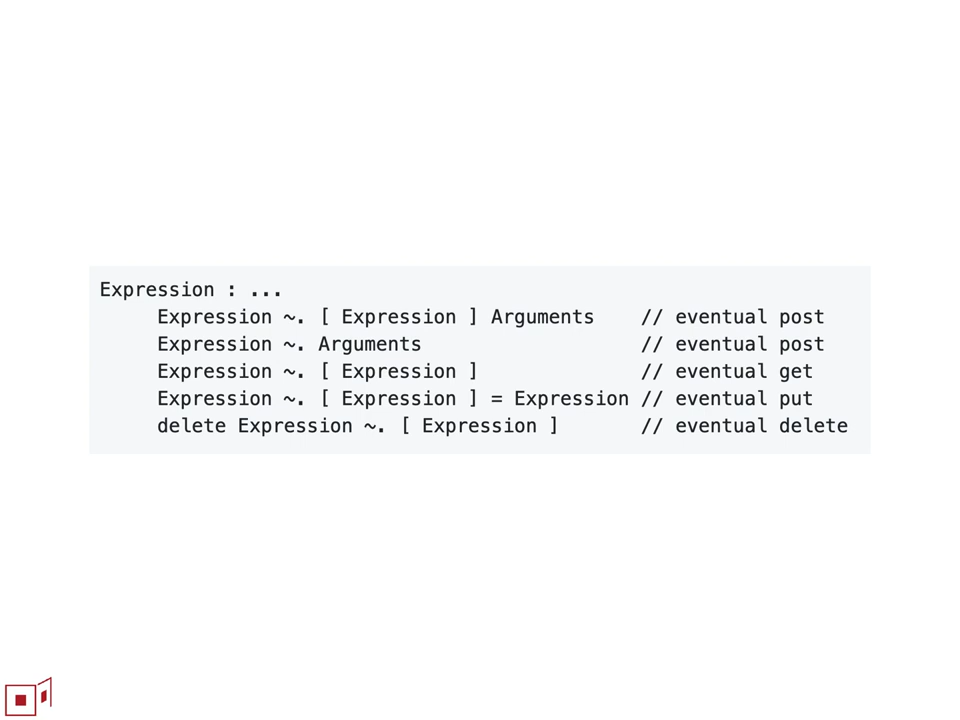 Expression : ...
Expression ~. [ Expression ] Arguments // eventual post
Expression ~. Arguments // eventual post
Expression ~. [ Expression ] // eventual get
Expression ~. [ Expression ] = Expression // eventual put
delete Expression ~. [ Expression ] // eventual delete